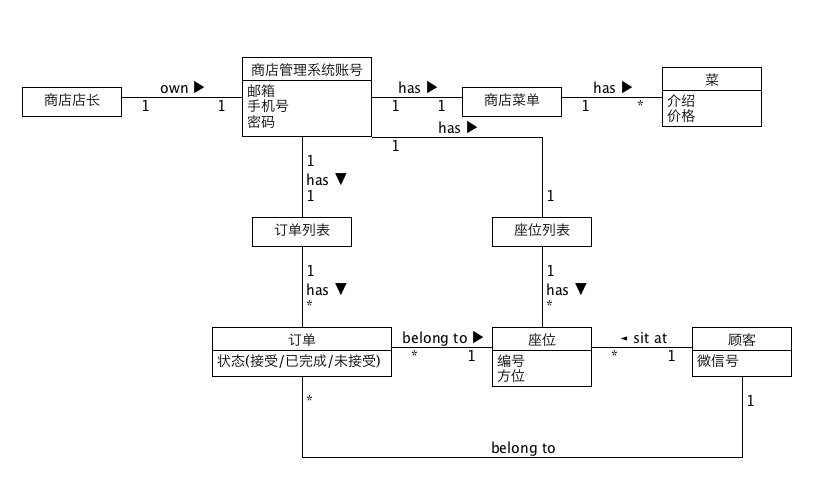 商店店长
own ▶
1
1
商店管理系统账号
邮箱
手机号
密码
has ▶
1
1
商店菜单
has ▶
1
*
菜
介绍
价格
has ▶
1
1
1
has ▼
1
订单列表
座位列表
1
has ▼
*
1
has ▼
*
订单
状态(接受/已完成/未接受)
belong to ▶
*
1
座位
编号
方位
◄ sit at
*
1
顾客
微信号
*
1
belong to